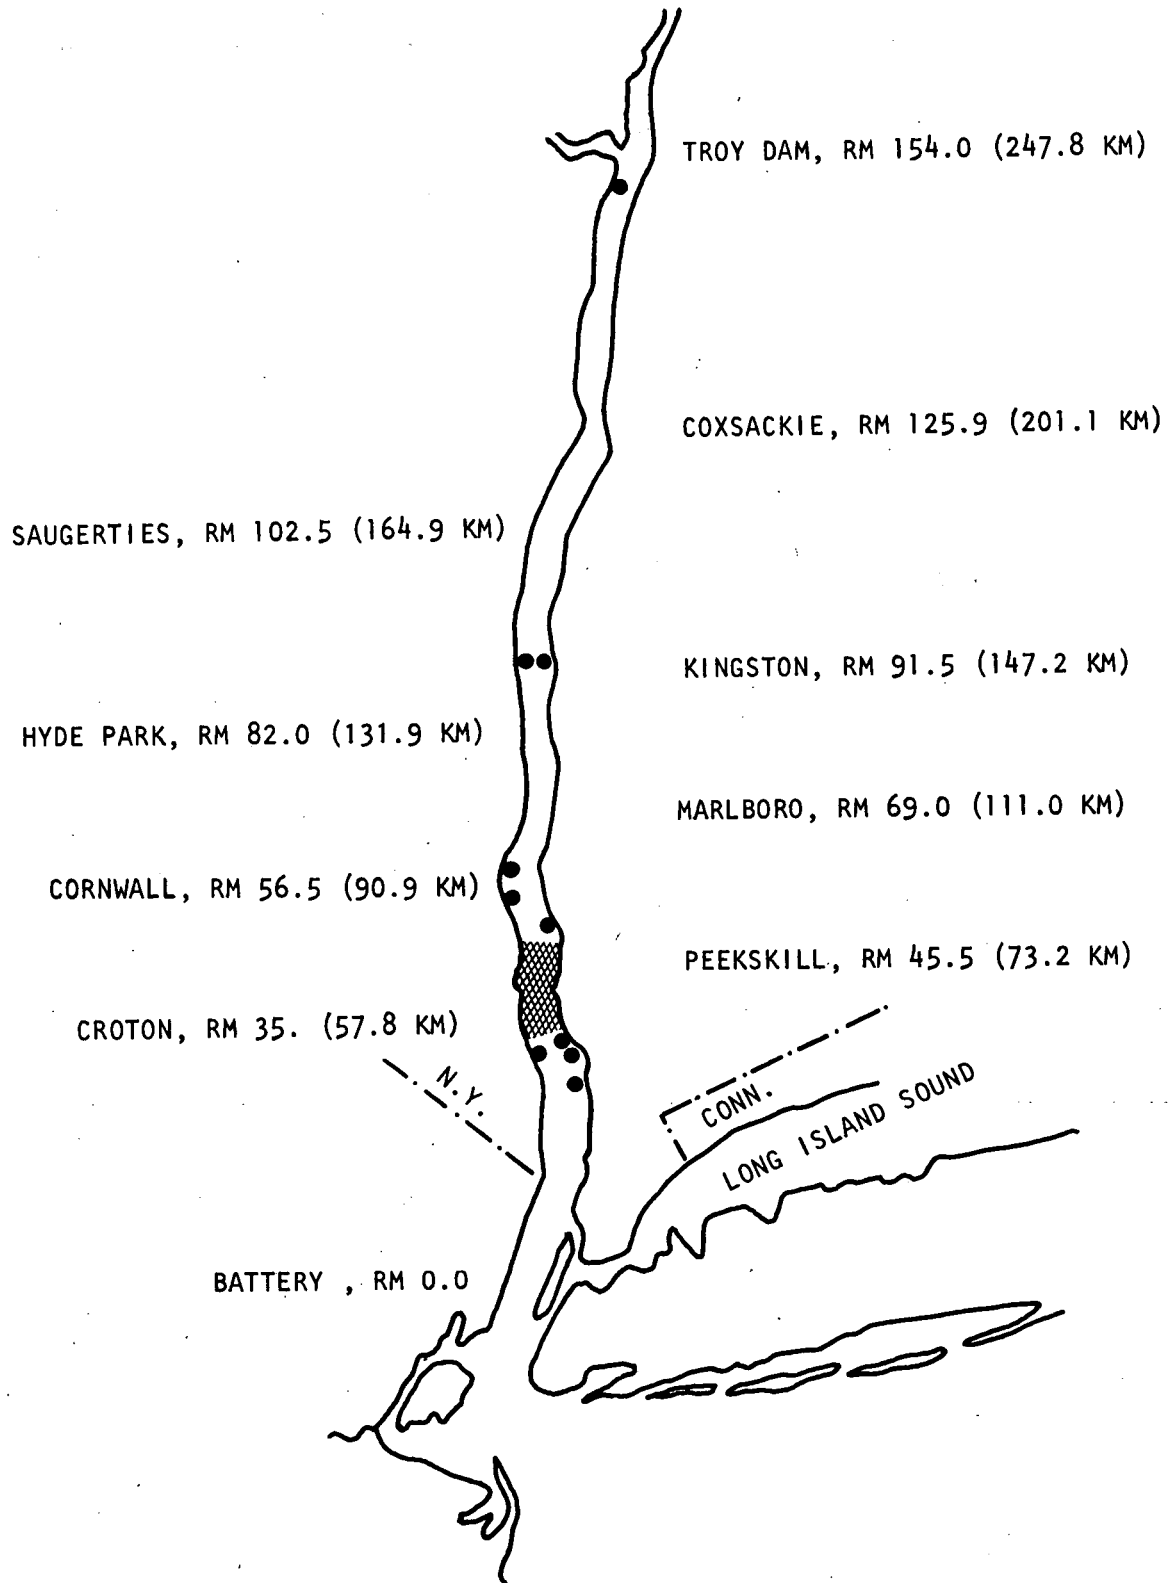 TROY DAM, RM 154.0 (247.8 KM)
COXSACKIE, RM 125.9 (201.1 KM)
SAUGERTIES, RM 102.5 (164.9 KM)
KINGSTON, RM 91.5 (147.2 KM)
HYDE PARK, RM 82.0 (131.9 KM)
MARLBORO, RM 69.0 (111.0 KM)
CORNWALL, RM 56.5 (90.9 KM)
PEEKSKILL, RM 45.5 (73.2 KM)
CROTON, RM 35. (57.8 KM)
N.Y.
CONN.
LONG ISLAND SOUND
BATTERY , RM 0.0